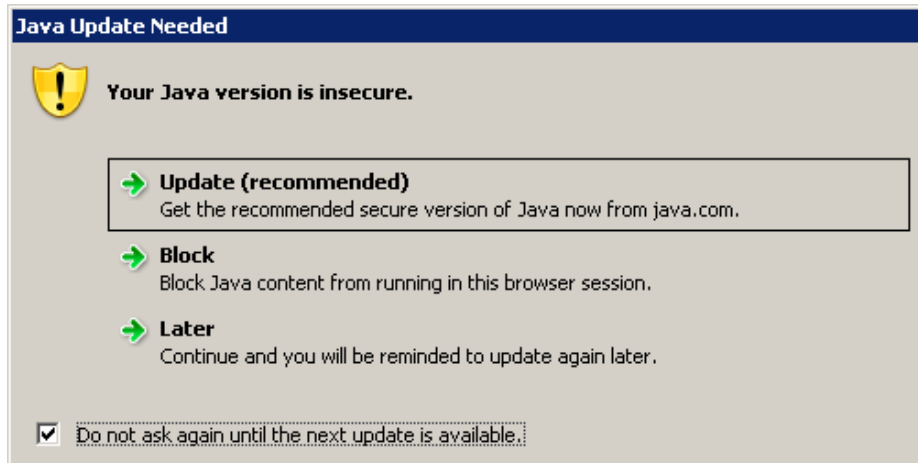 Java Update Needed
Your Java version is insecure.
Update (recommended)
Get the recommended secure version of Java now from java.com.
Block
Block Java content from running in this browser session.
Later
Continue and you will be reminded to update again later.
Do not ask again until the next update is available.